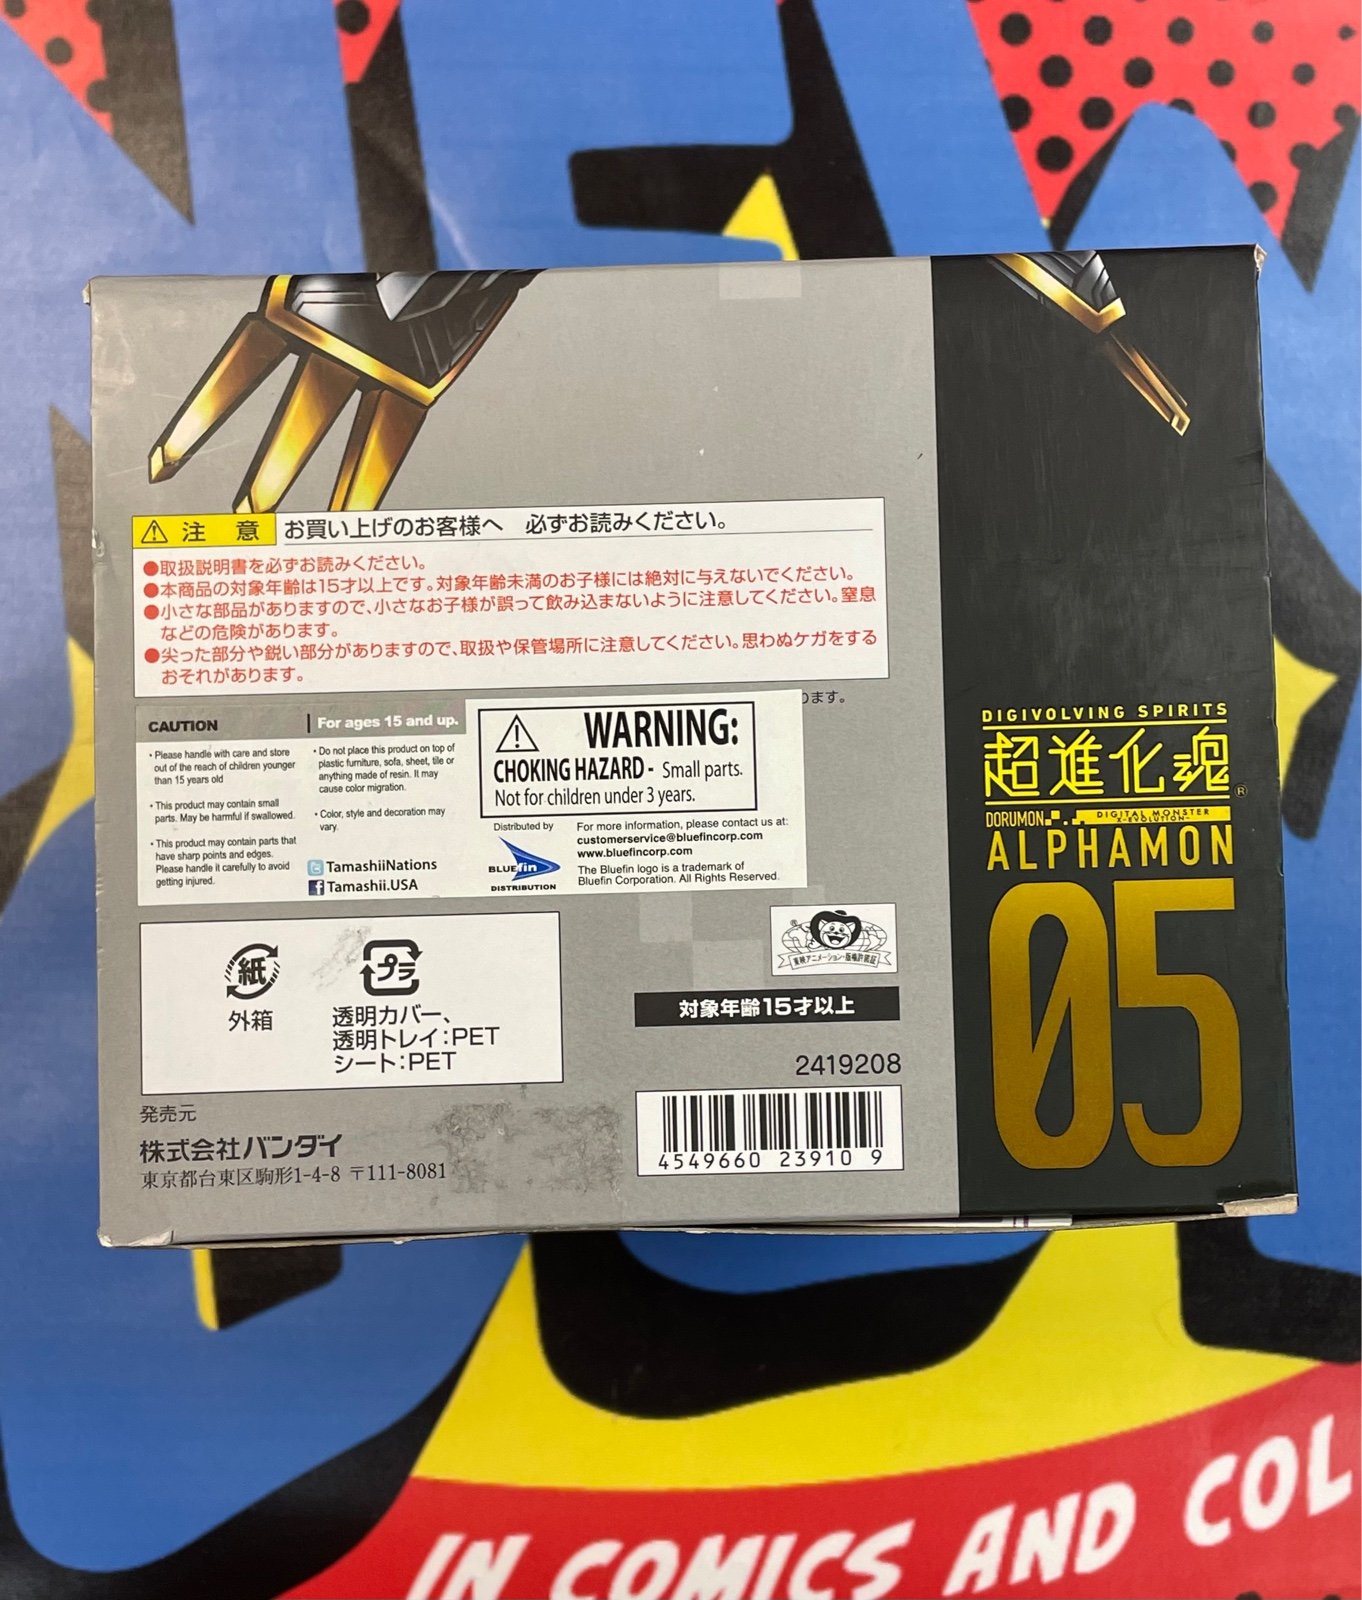 注 意 お買い上げのお客様へ 必ずお読みください。
●取扱説明書を必ずお読みください。
●本商品の対象年齢は15才以上です。対象年齢未満のお子様には絶対に与えないでください。
●小さな部品がありますので、小さなお子様が誤って飲み込まないように注意してください。窒息
などの危険があります。
●尖った部分や鋭い部分がありますので、取扱や保管場所に注意してください。思わぬケガをする
おそれがあります。
ります。
CAUTION
For ages 15 and up.
• Please handle with care and store
out of the reach of children younger
than 15 years old
• This product may contain small
parts. May be harmful if swallowed.
• This product may contain parts that
have sharp points and edges.
Please handle it carefully to avoid
getting injured.
• Do not place this product on top of
plastic furniture, sofa, sheet, tile or
anything made of resin. It may
cause color migration.
• Color, style and decoration may
vary.
TamashiiNations
Tamashii.USA
WARNING:
CHOKING HAZARD - Small parts.
Not for children under 3 years.
Distributed by
BLUEfin
DISTRIBUTION
For more information, please contact us at:
customerservice@bluefincorp.com
www.bluefincorp.com
The Bluefin logo is a trademark of
Bluefin Corporation. All Rights Reserved.
紙
外箱
プラ
透明カバー、
透明トレイ:PET
シート:PET
®
東映アニメーション・版権許諾証
対象年齢15才以上
2419208
4549660 23910 9
発売元
株式会社バンダイ
東京都台東区駒形1-4-8 〒111-8081
DIGIVOLVING SPIRITS
超進化魂®
DORUMON
DIGITAL MONSTER
X-EVOLUTION
ALPHAMON
05
IN COMICS AND COL